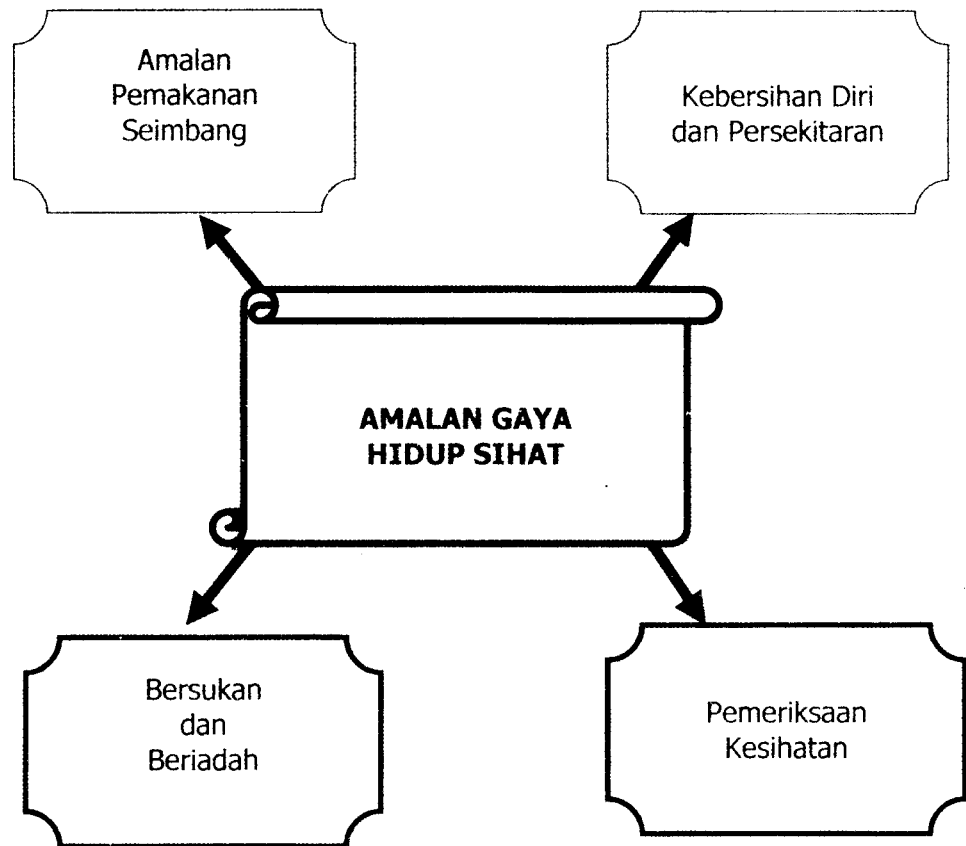 Amalan
Pemakanan
Seimbang
Kebersihan Diri
dan Persekitaran
AMALAN GAYA
HIDUP SIHAT
Bersukan
dan
Beriadah
Pemeriksaan
Kesihatan